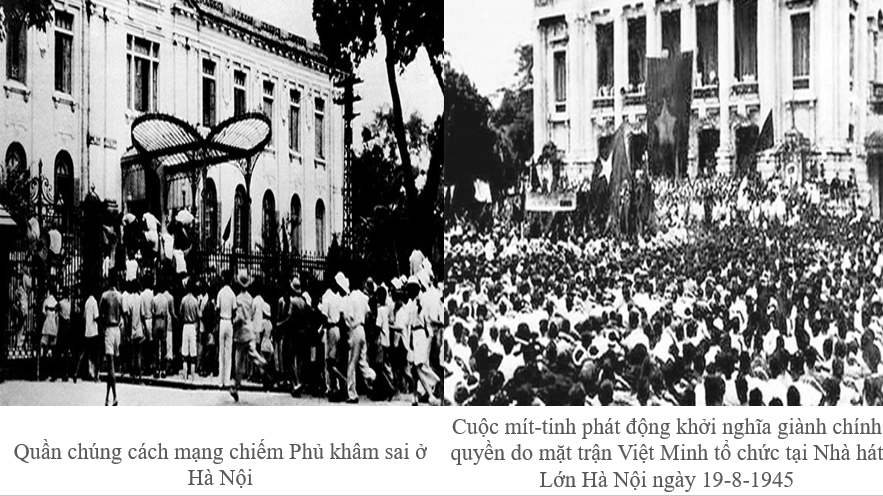 Quần chúng cách mạng chiếm Phủ khâm sai ở
Hà Nội
Cuộc mít-tinh phát động khởi nghĩa giành chính
quyền do mặt trận Việt Minh tổ chức tại Nhà hát
Lớn Hà Nội ngày 19-8-1945